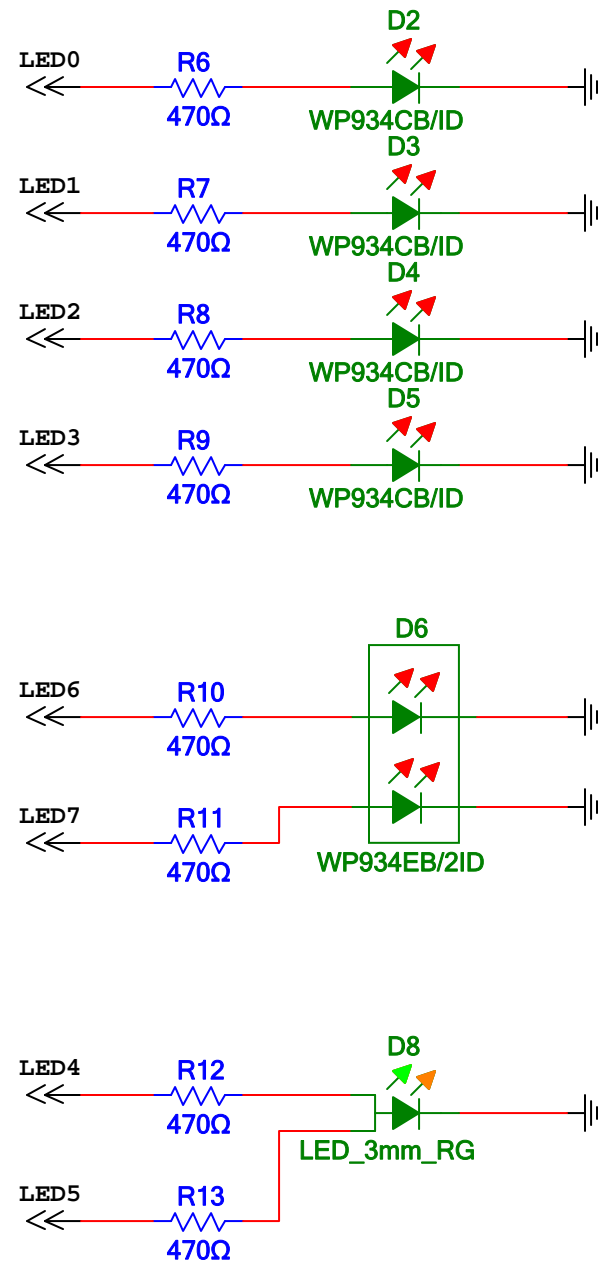 D2
LED0
R6
470Ω
WP934CB/ID
D3
LED1
R7
470Ω
WP934CB/ID
D4
LED2
R8
470Ω
WP934CB/ID
D5
LED3
R9
470Ω
WP934CB/ID
D6
LED6
R10
470Ω
LED7
R11
470Ω
WP934EB/2ID
D8
LED4
R12
470Ω
LED_3mm_RG
LED5
R13
470Ω